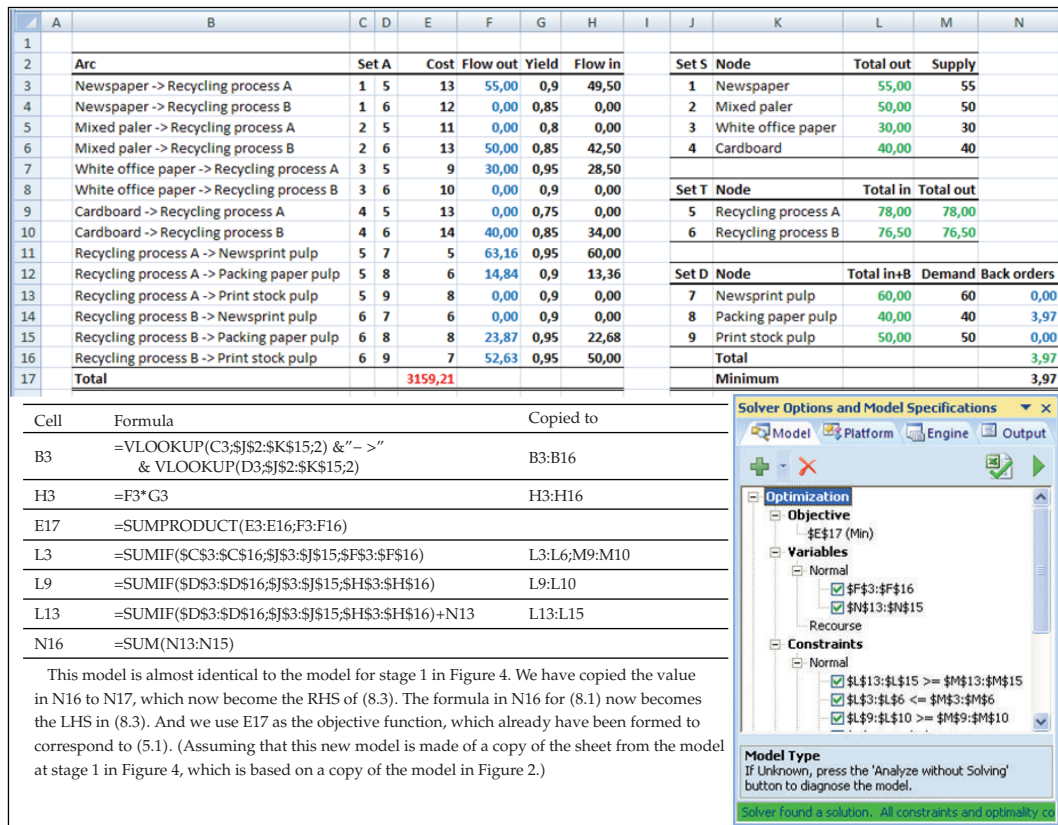 A B C D E F G H I J K L M N
1
2 Arc Set A Cost Flow out Yield Flow in Set S Node Total out Supply
3 Newspaper -> Recycling process A 1 5 13 55,00 0,9 49,50 1 Newspaper 55,00 55
4 Newspaper -> Recycling process B 1 6 12 0,00 0,85 0,00 2 Mixed paler 50,00 50
5 Mixed paler -> Recycling process A 2 5 11 0,00 0,8 0,00 3 White office paper 30,00 30
6 Mixed paler -> Recycling process B 2 6 13 50,00 0,85 42,50 4 Cardboard 40,00 40
7 White office paper -> Recycling process A 3 5 9 30,00 0,95 28,50
8 White office paper -> Recycling process B 3 6 10 0,00 0,9 0,00 Set T Node Total in Total out
9 Cardboard -> Recycling process A 4 5 13 0,00 0,75 0,00 5 Recycling process A 78,00 78,00
10 Cardboard -> Recycling process B 4 6 14 40,00 0,85 34,00 6 Recycling process B 76,50 76,50
11 Recycling process A -> Newsprint pulp 5 7 5 63,16 0,95 60,00
12 Recycling process A -> Packing paper pulp 5 8 6 14,84 0,9 13,36 Set D Node Total in+B Demand Back orders
13 Recycling process A -> Print stock pulp 5 9 8 0,00 0,9 0,00 7 Newsprint pulp 60,00 60 0,00
14 Recycling process B -> Newsprint pulp 6 7 6 0,00 0,9 0,00 8 Packing paper pulp 40,00 40 3,97
15 Recycling process B -> Packing paper pulp 6 8 8 23,87 0,95 22,68 9 Print stock pulp 50,00 50 0,00
16 Recycling process B -> Print stock pulp 6 9 7 52,63 0,95 50,00 Total 3,97
17 Total 3159,21 Minimum 3,97
Cell Formula Copied to
B3 =VLOOKUP(C3;$J$2:$K$15;2) &"– >"
& VLOOKUP(D3;$J$2:$K$15;2) B3:B16
H3 =F3*G3 H3:H16
E17 =SUMPRODUCT(E3:E16;F3:F16)
L3 =SUMIF($C$3:$C$16;$J$3:$J$15;$F$3:$F$16) L3:L6;M9:M10
L9 =SUMIF($D$3:$D$16;$J$3:$J$15;$H$3:$H$16) L9:L10
L13 =SUMIF($D$3:$D$16;$J$3:$J$15;$H$3:$H$16)+N13 L13:L15
N16 =SUM(N13:N15)
This model is almost identical to the model for stage 1 in Figure 4. We have copied the value
in N16 to N17, which now become the RHS of (8.3). The formula in N16 for (8.1) now becomes
the LHS in (8.3). And we use E17 as the objective function, which already have been formed to
correspond to (5.1). (Assuming that this new model is made of a copy of the sheet from the model
at stage 1 in Figure 4, which is based on a copy of the model in Figure 2.)
Solver Options and Model Specifications
Model Platform Engine Output
Optimization
Objective
$E$17 (Min)
Variables
Normal
$F$3:$F$16
$N$13:$N$15
Recourse
Constraints
Normal
$L$13:$L$15 >= $M$13:$M$15
$L$3:$L$6 <= $M$3:$M$6
$L$9:$L$10 >= $M$9:$M$10
Model Type
If Unknown, press the 'Analyze without Solving'
button to diagnose the model.
Solver found a solution. All constraints and optimality co